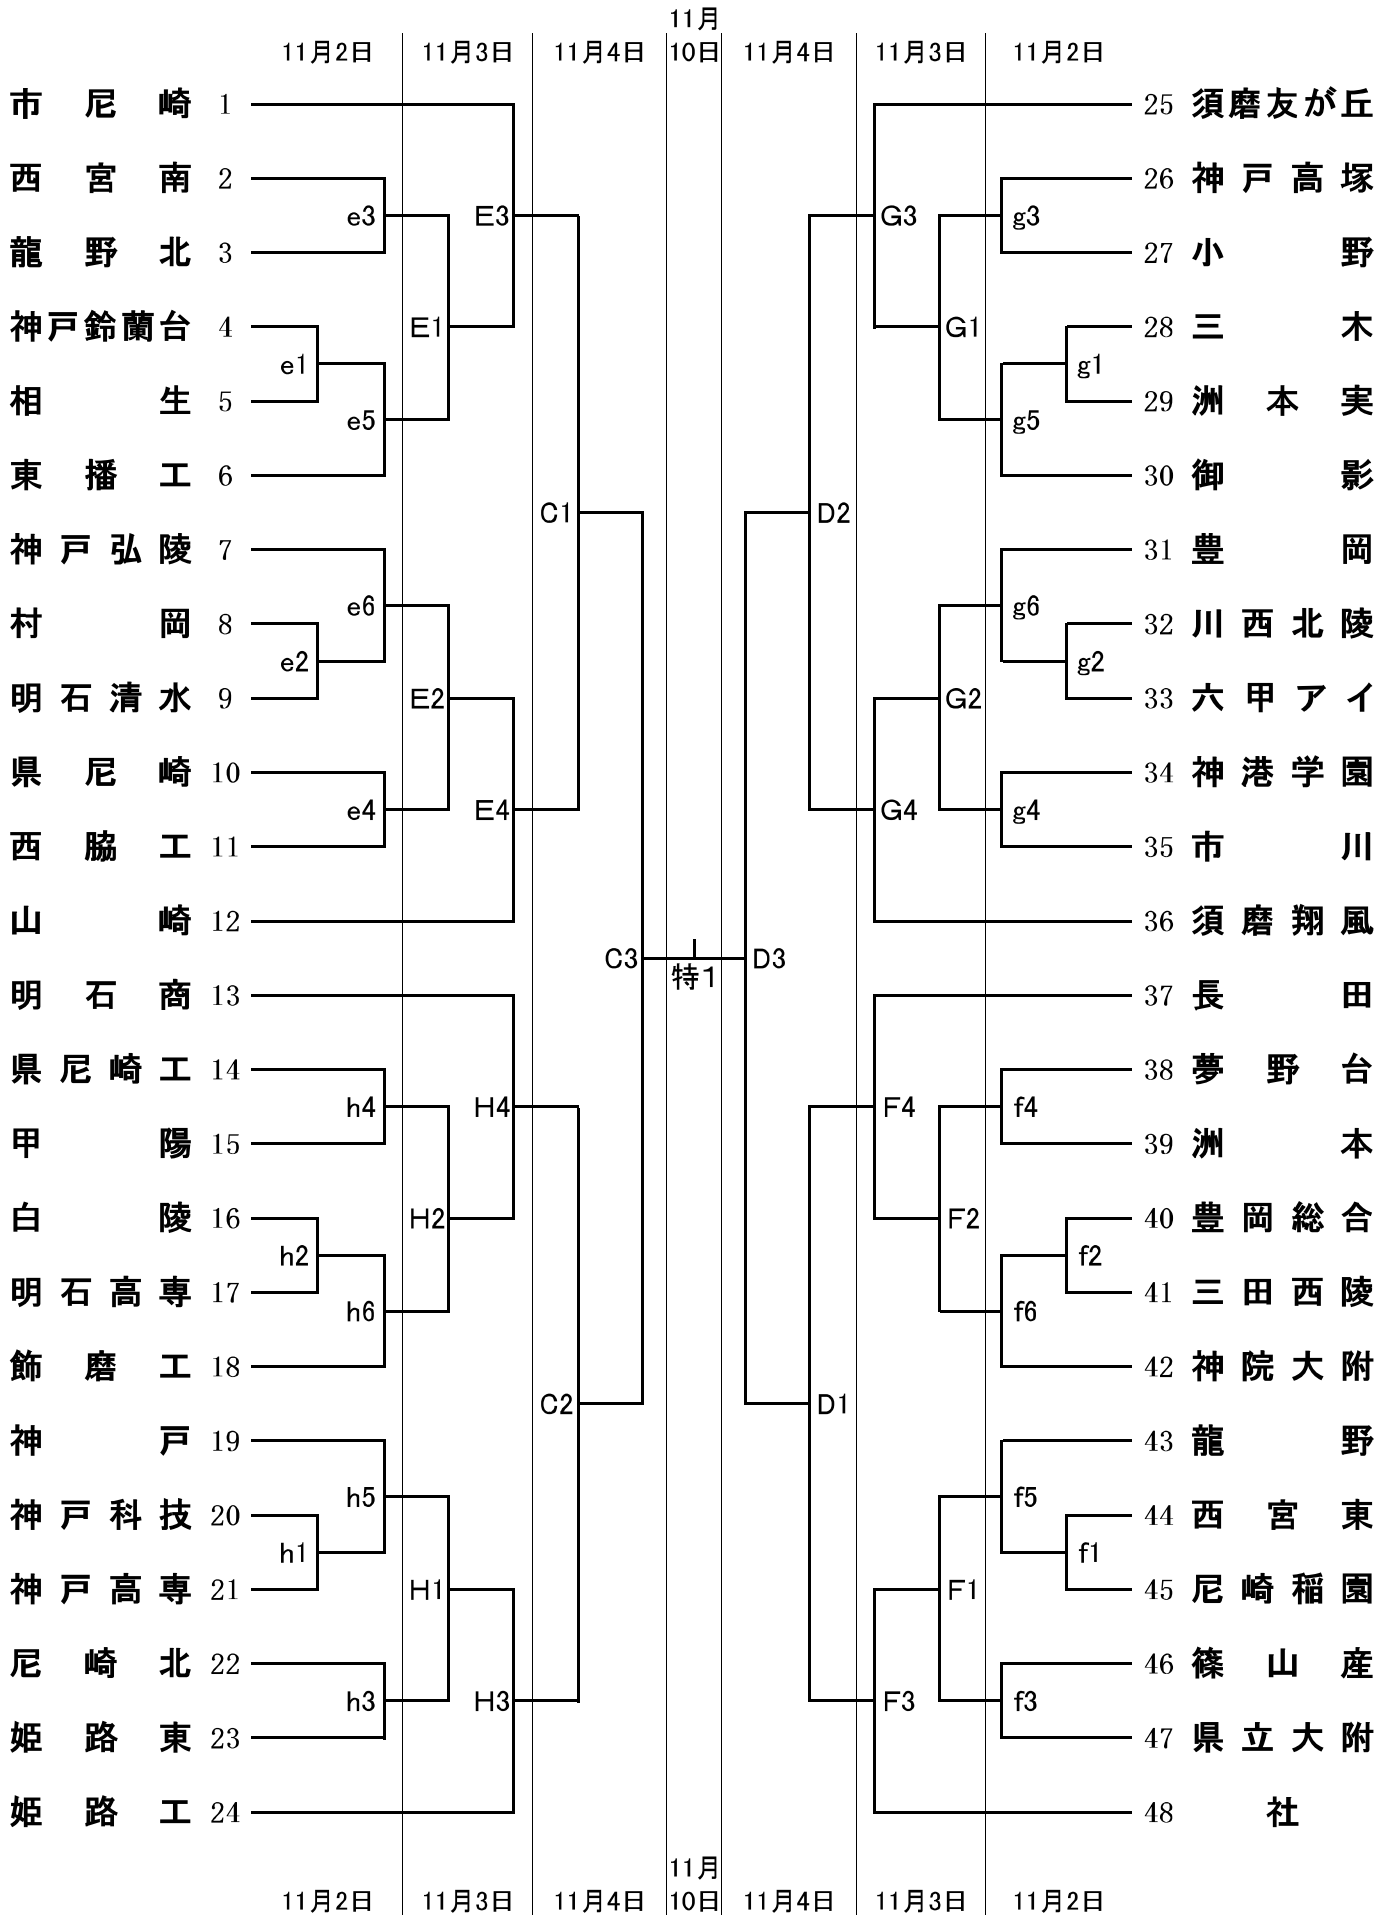 11月
11月2日 11月3日 11月4日 10日 11月4日 11月3日 11月2日
市尼崎 1 25 須磨友が丘
西宮南 2 26 神戸高塚
e3 E3 G3 g3
龍野北 3 27 小野
神戸鈴蘭台 4 E1 G1 28 三木
e1 g1
相生 5 29 洲本実
e5 g5
東播工 6 30 御影
C1 D2
神戸弘陵 7 31 豊岡
e6 g6
村岡 8 32 川西北陵
e2 g2
明石清水 9 E2 G2 33 六甲アイ
県尼崎 10 34 神港学園
e4 E4 G4 g4
西脇工 11 35 市川
山崎 12 36 須磨翔風
C3 特1 D3
明石商 13 37 長田
県尼崎工 14 38 夢野台
h4 H4 F4 f4
甲陽 15 39 洲本
白陵 16 H2 F2 40 豊岡総合
h2 f2
明石高専 17 41 三田西陵
h6 f6
飾磨工 18 42 神院大附
C2 D1
神戸 19 43 龍野
h5 f5
神戸科技 20 44 西宮東
h1 f1
神戸高専 21 H1 F1 45 尼崎稲園
尼崎北 22 46 篠山産
h3 H3 F3 f3
姫路東 23 47 県立大附
姫路工 24 48 社
11月
11月2日 11月3日 11月4日 10日 11月4日 11月3日 11月2日